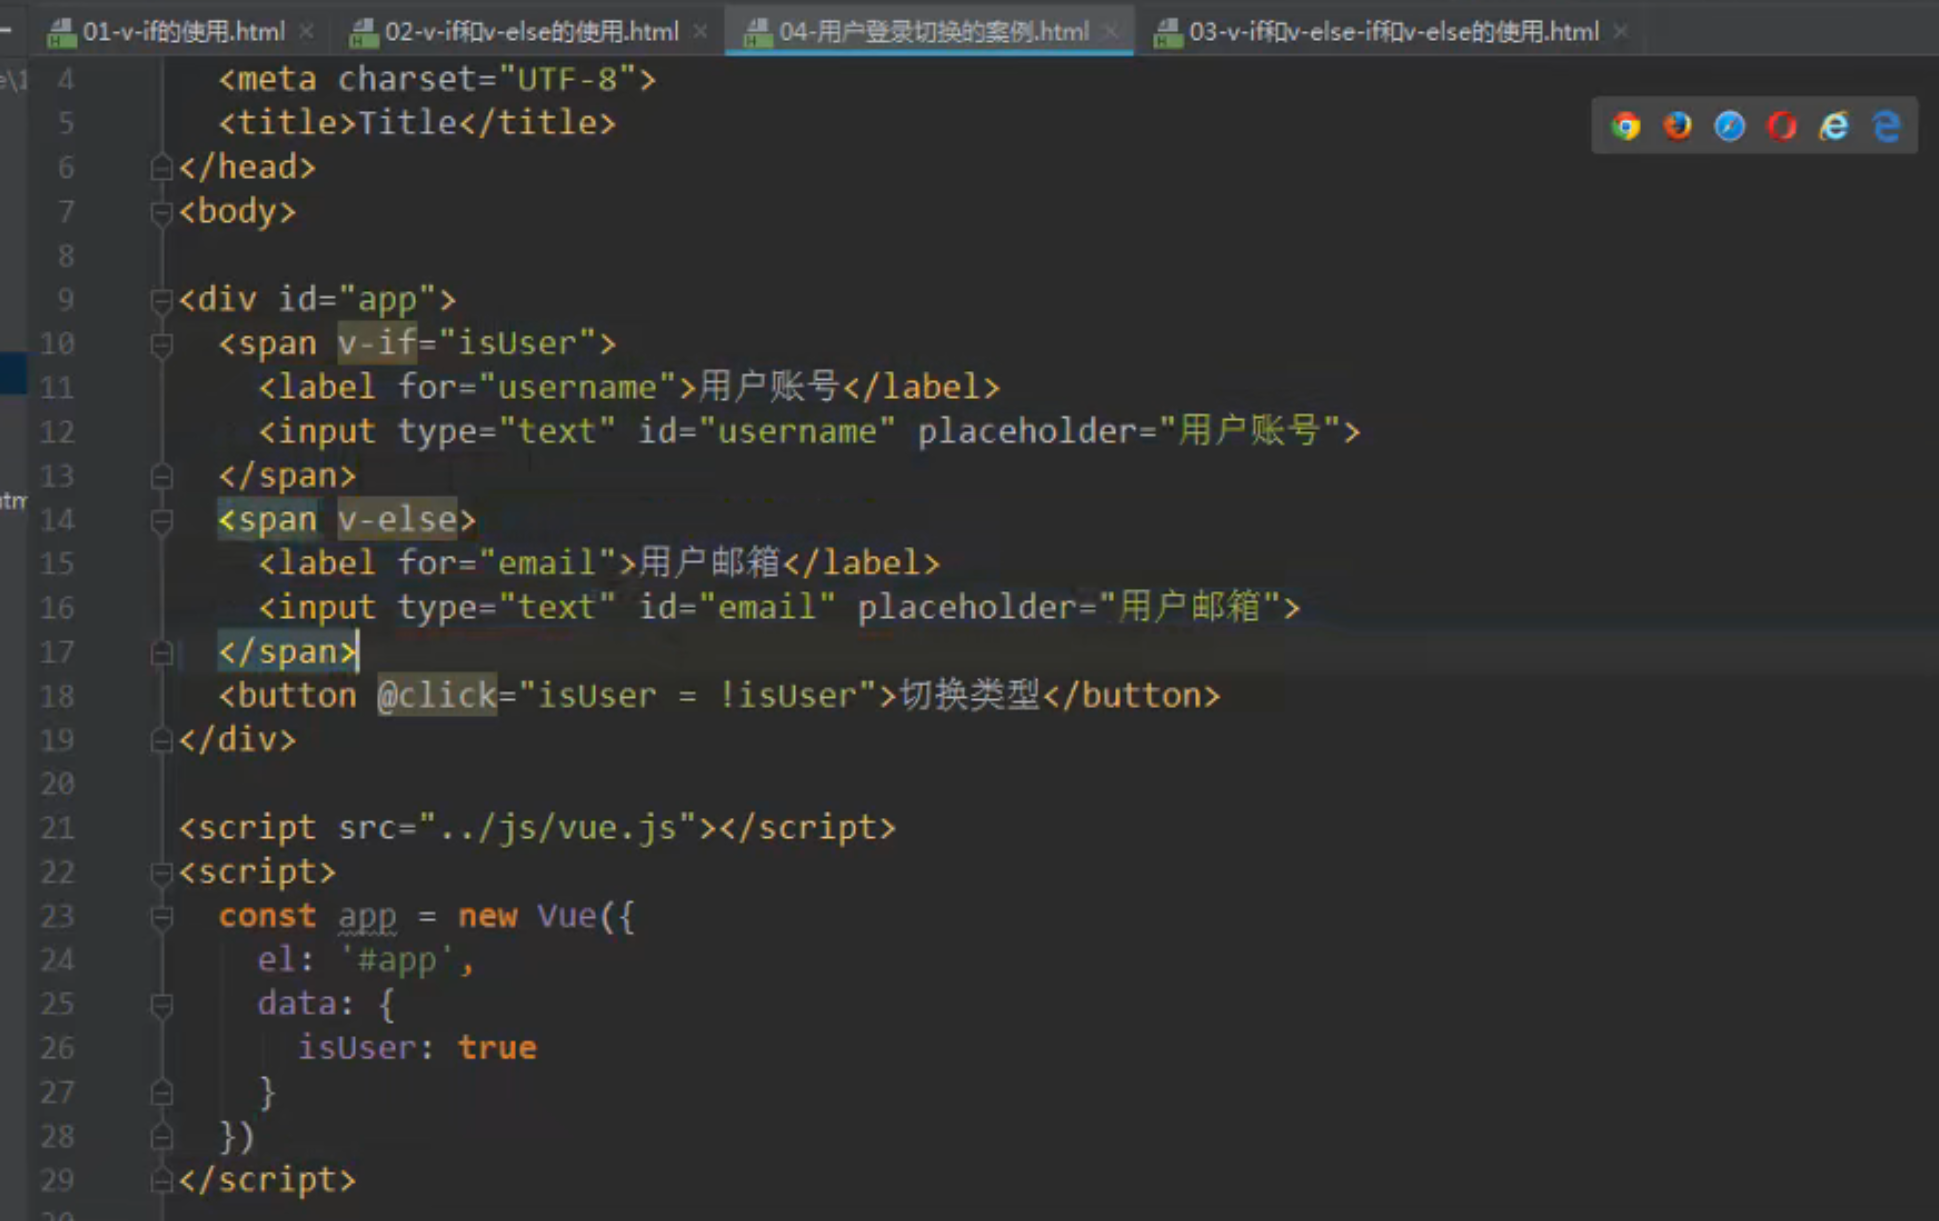 01-v-if的使用.html
02-v-if和v-else的使用.html
04-用户登录切换的案例.html
03-v-if和v-else-if和v-else的使用.html
4 <meta charset="UTF-8">
5 <title>Title</title>
6 </head>
7 <body>
8
9 <div id="app">
10 <span v-if="isUser">
11 <label for="username">用户账号</label>
12 <input type="text" id="username" placeholder="用户账号">
13 </span>
14 <span v-else>
15 <label for="email">用户邮箱</label>
16 <input type="text" id="email" placeholder="用户邮箱">
17 </span>
18 <button @click="isUser = !isUser">切换类型</button>
19 </div>
20
21 <script src="../js/vue.js"></script>
22 <script>
23 const app = new Vue({
24 el: '#app',
25 data: {
26 isUser: true
27 }
28 })
29 </script>